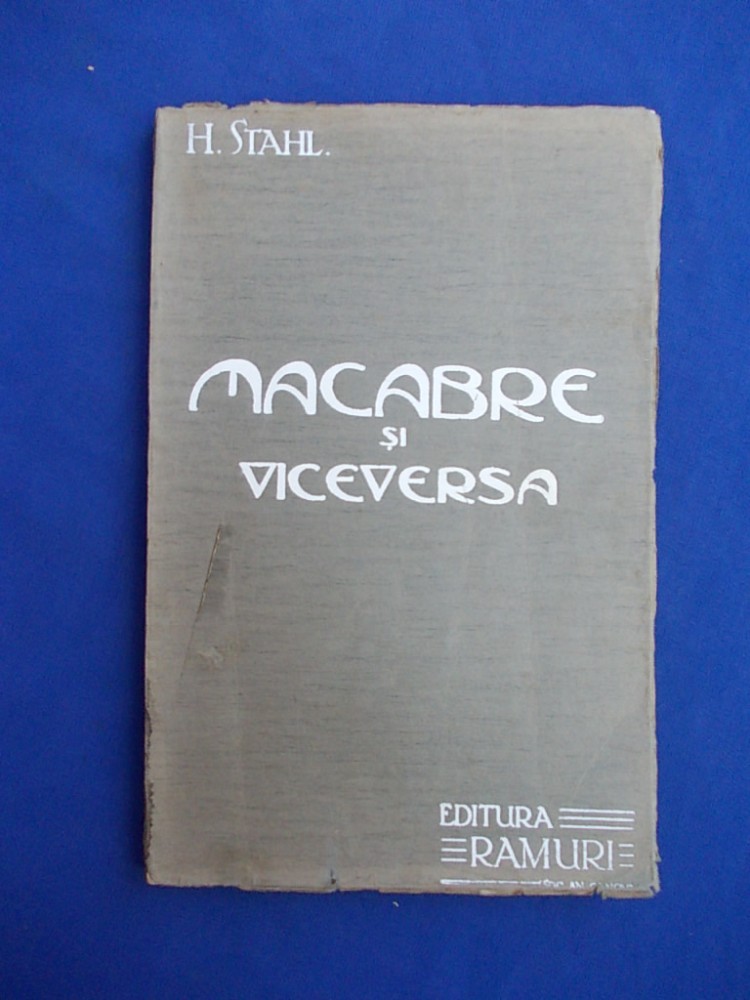 H. STAHL.
MACABRE
ȘI
VICEVERSA
EDITURA
RAMURI